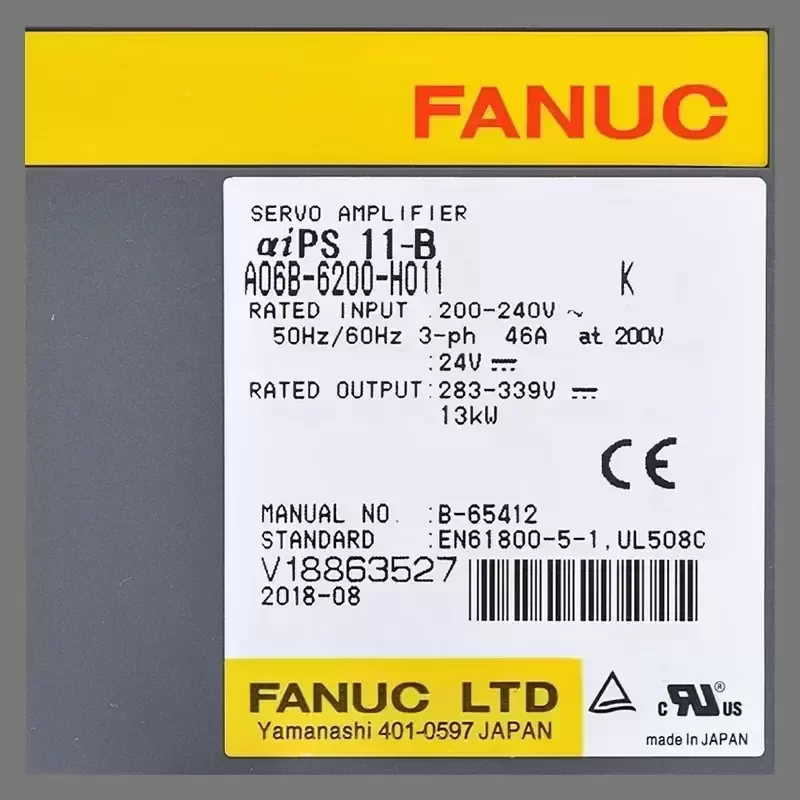 FANUC
SERVO AMPLIFIER
αiPS 11-B
A06B-6200-H011 K
RATED INPUT :200-240V ~
50Hz/60Hz 3-ph 46A at 200V
:24V ⎓
RATED OUTPUT:283-339V ⎓
13kW
CE
MANUAL NO. :B-65412
STANDARD :EN61800-5-1,UL508C
V18863527
2018-08
FANUC LTD
Yamanashi 401-0597 JAPAN
c RU® US
made in JAPAN